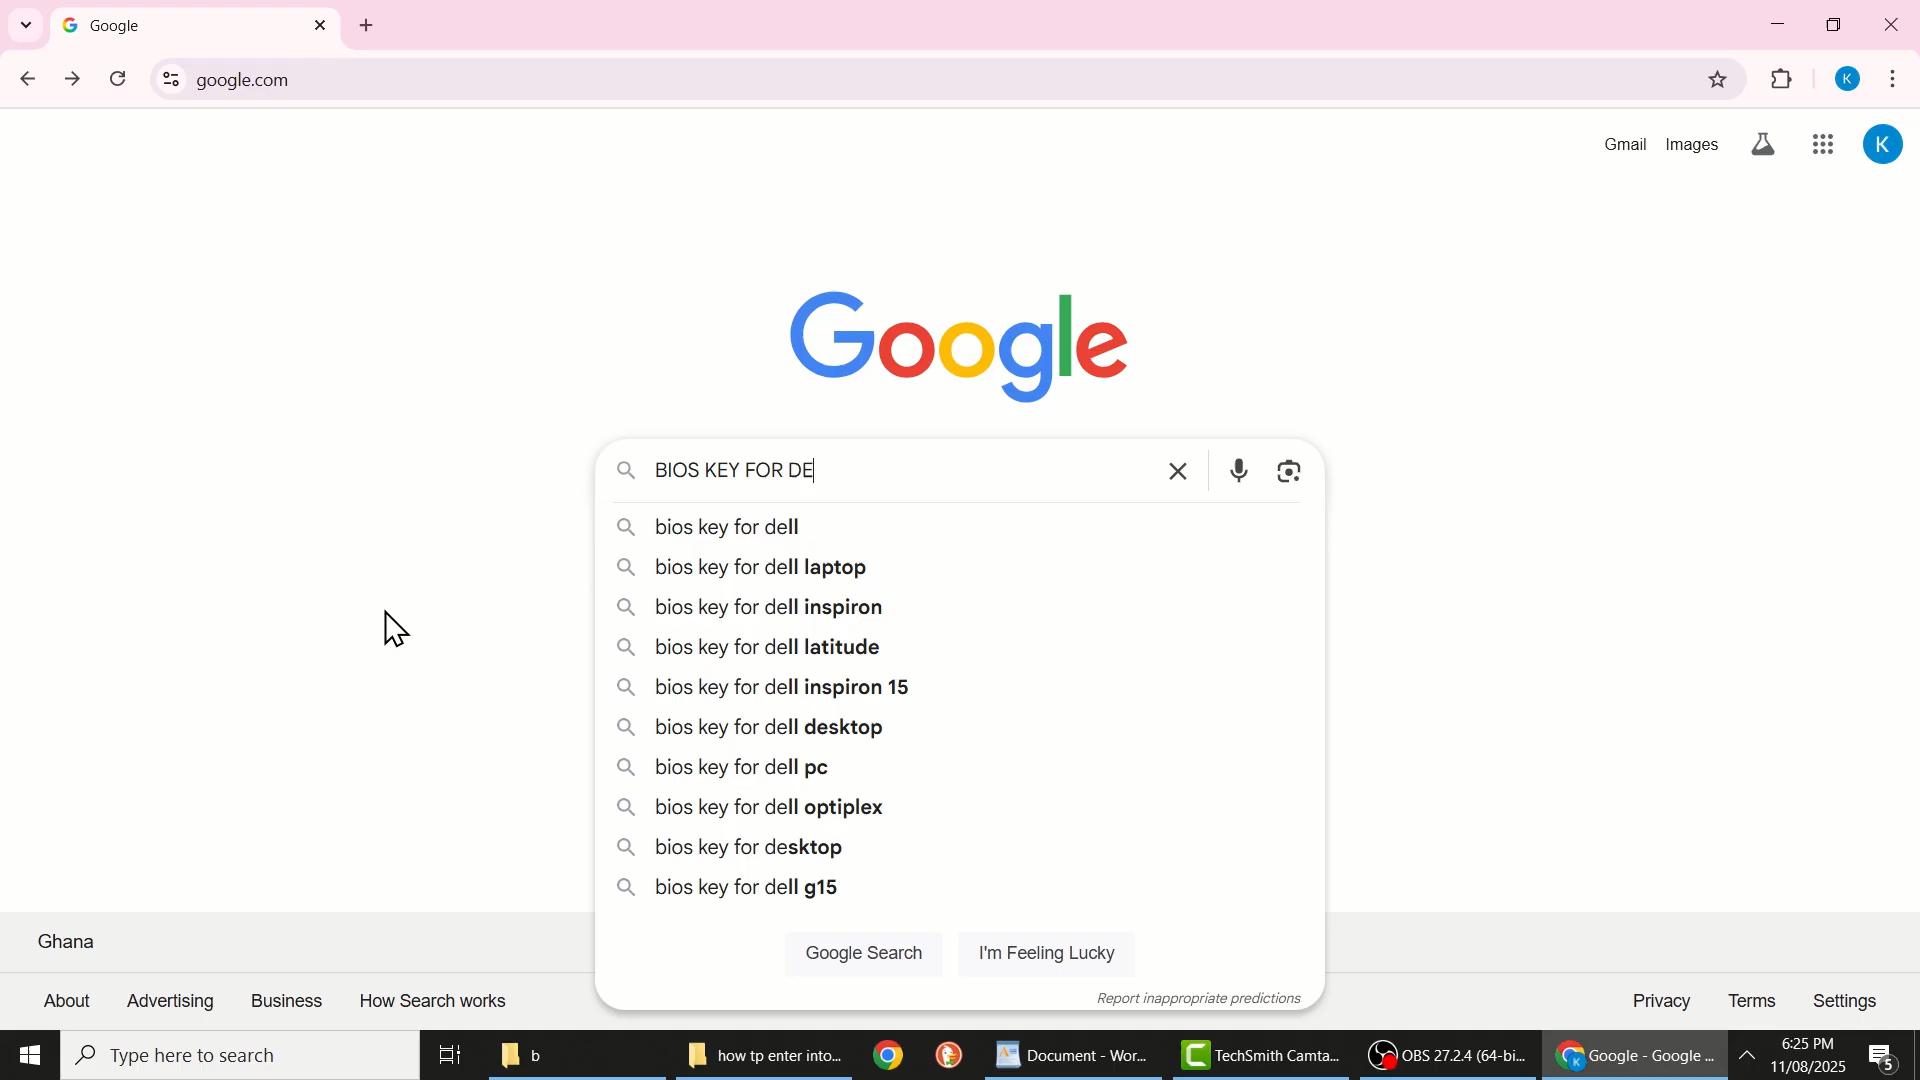 Google
google.com
K
Gmail
Images
K
Google
BIOS KEY FOR DE
bios key for dell
bios key for dell laptop
bios key for dell inspiron
bios key for dell latitude
bios key for dell inspiron 15
bios key for dell desktop
bios key for dell pc
bios key for dell optiplex
bios key for desktop
bios key for dell g15
Google Search
I'm Feeling Lucky
Report inappropriate predictions
Ghana
About
Advertising
Business
How Search works
Privacy
Terms
Settings
Type here to search
b
how tp enter into...
Document - Wor...
TechSmith Camta...
OBS 27.2.4 (64-bi...
Google - Google ...
6:25 PM
11/08/2025
5